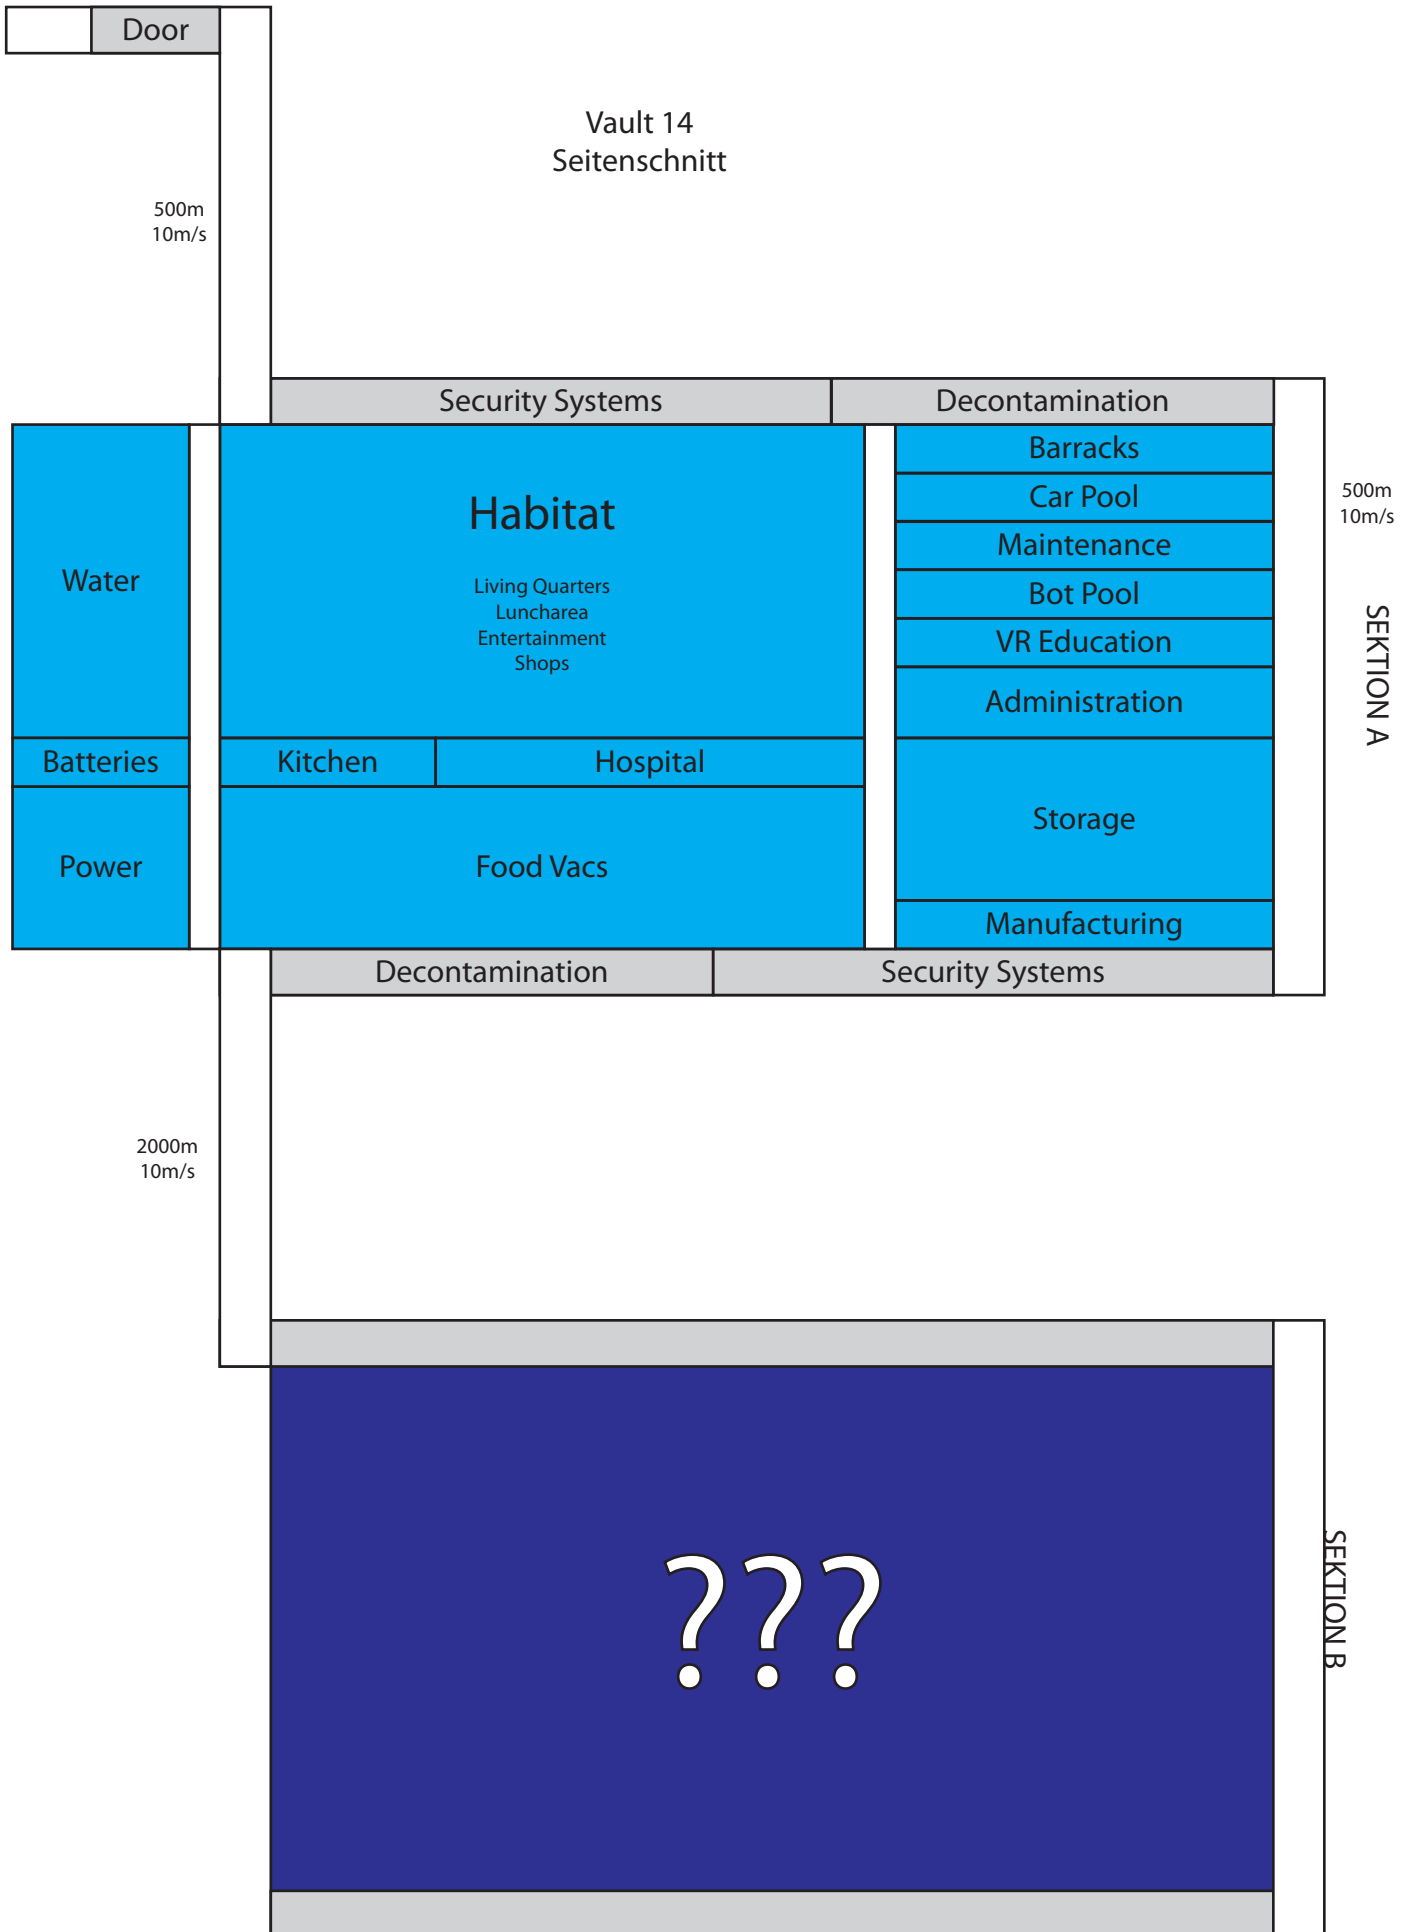 Door
Vault 14
Seitenschnitt
500m
10m/s
Security Systems
Decontamination
Water
Habitat
Living Quarters
Luncharea
Entertainment
Shops
Barracks
Car Pool
Maintenance
Bot Pool
VR Education
Administration
500m
10m/s
SEKTION A
Batteries
Kitchen
Hospital
Storage
Power
Food Vacs
Manufacturing
Decontamination
Security Systems
2000m
10m/s
???
SEKTION B